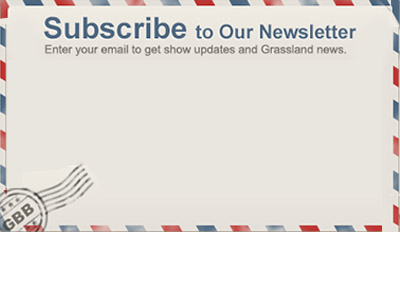 Subscribe to Our Newsletter
Enter your email to get show updates and Grassland news.
GBB